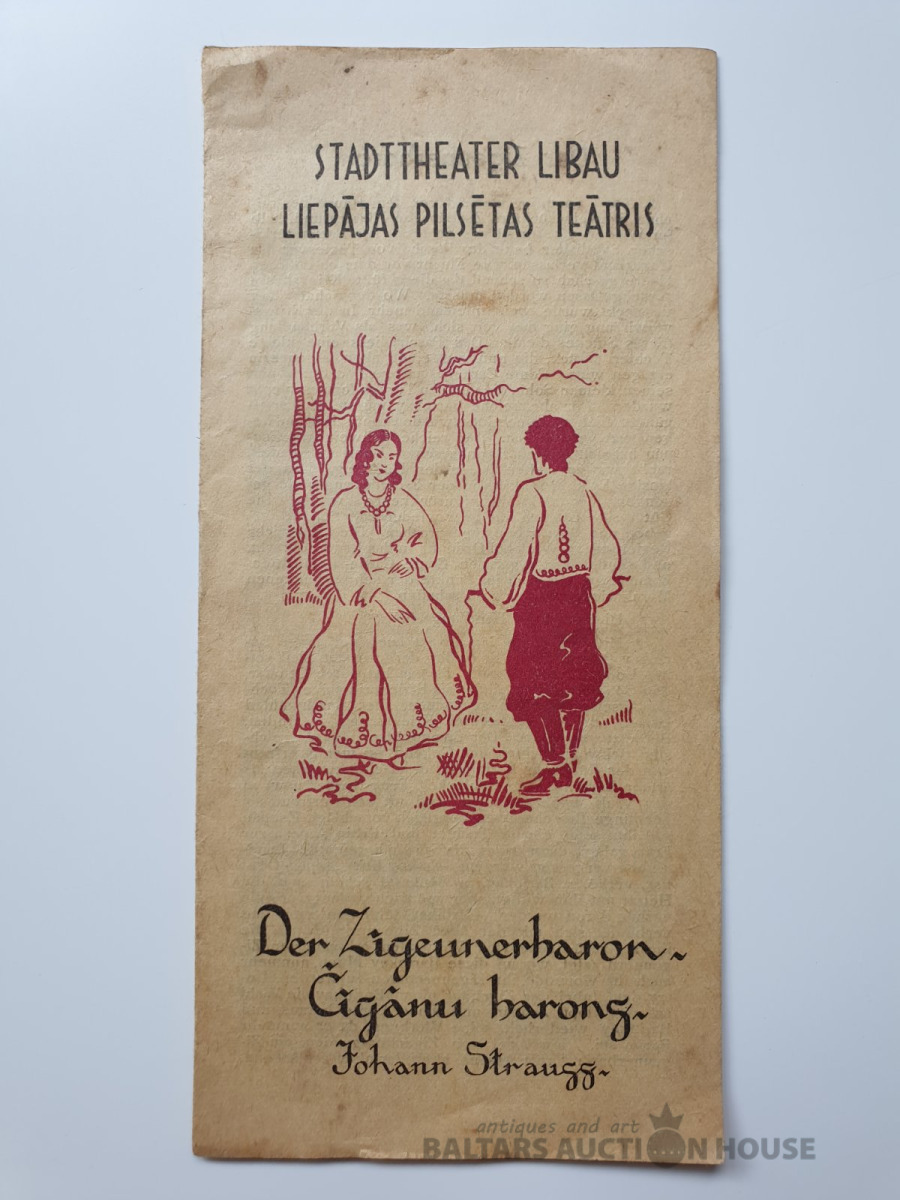 STADTTHEATER LIBAU
LIEPĀJAS PILSĒTAS TEĀTRIS
Der Zigeunerbaron.
Čigānu barons.
Johann Strauss.
antiques and art
BALTARS AUCTION HOUSE